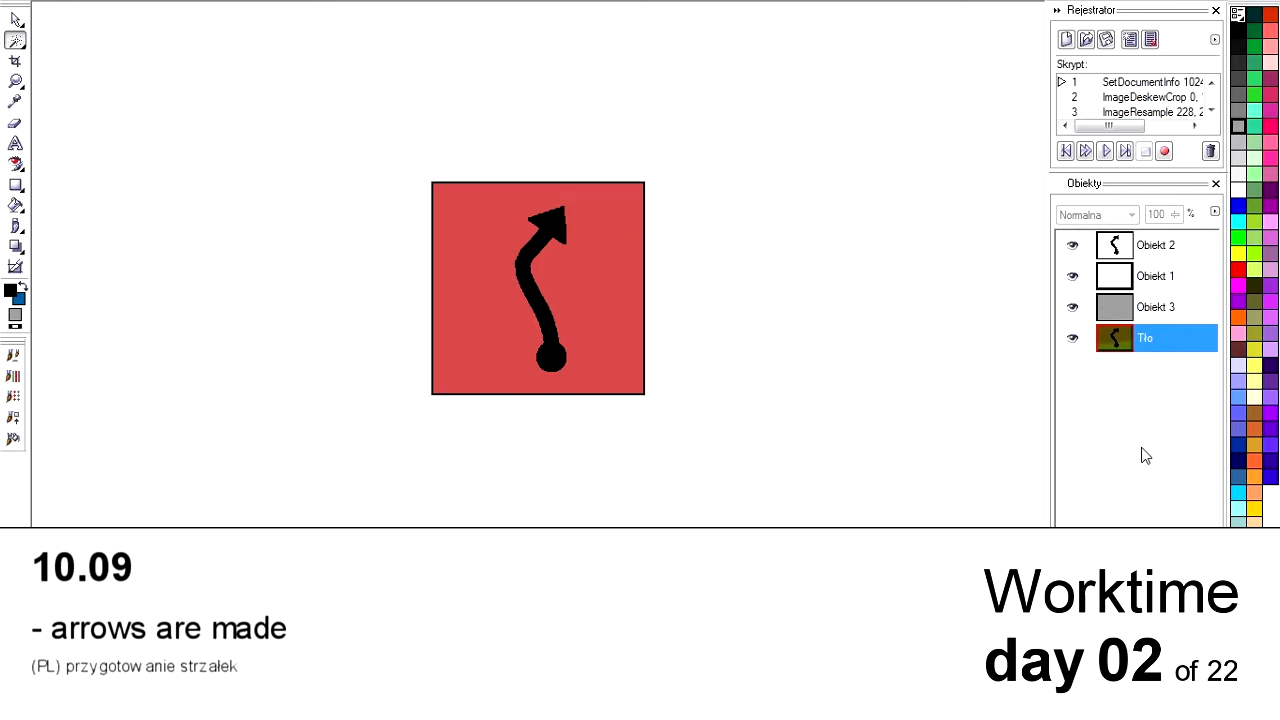 Rejestrator
Skrypt:
1 SetDocumentInfo 1024
2 ImageDeskewCrop 0,
3 ImageResample 228, 2
Obiekty
Normalna 100 %
Obiekt 2
Obiekt 1
Obiekt 3
Tło
10.09
- arrows are made
(PL) przygotowanie strzałek
Worktime
day 02 of 22